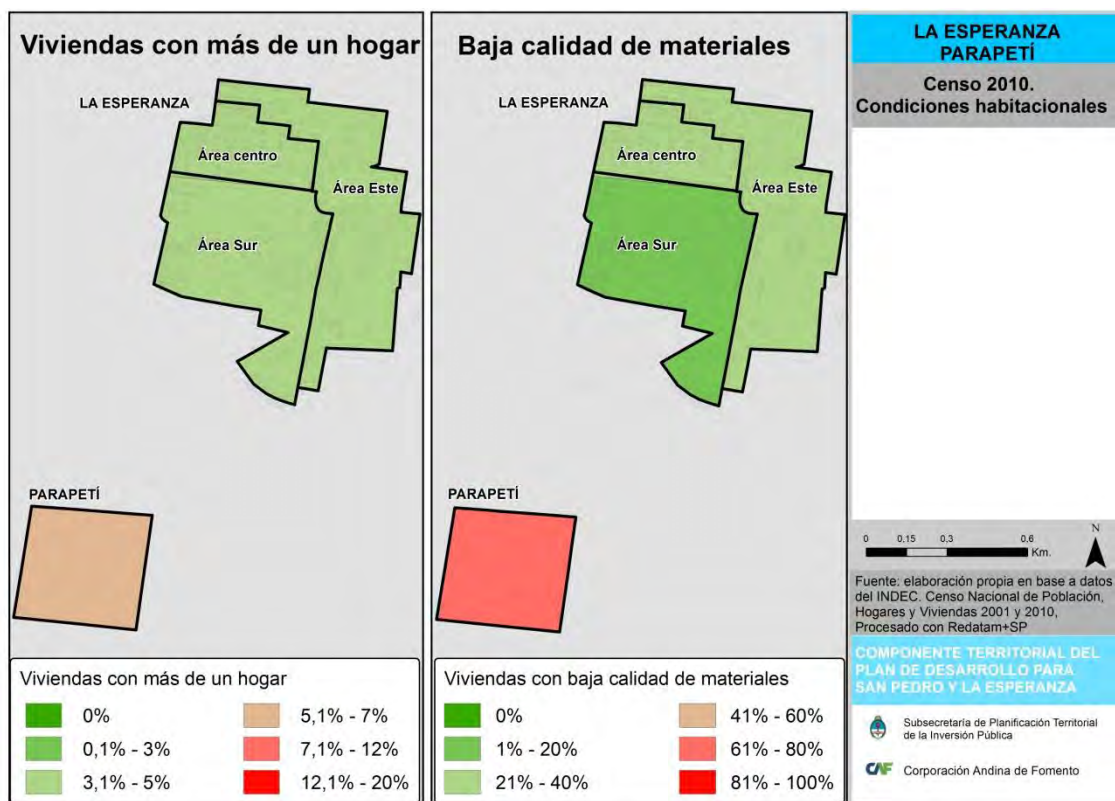 Viviendas con más de un hogar
LA ESPERANZA
Área centro
Área Este
Área Sur
PARAPETÍ
Viviendas con más de un hogar
0%
0,1% - 3%
3,1% - 5%
5,1% - 7%
7,1% - 12%
12,1% - 20%
Baja calidad de materiales
LA ESPERANZA
Área centro
Área Este
Área Sur
PARAPETÍ
Viviendas con baja calidad de materiales
0%
1% - 20%
21% - 40%
41% - 60%
61% - 80%
81% - 100%
LA ESPERANZA
PARAPETÍ
Censo 2010.
Condiciones habitacionales
N
0 0,15 0,3 0,6
Km.
Fuente: elaboración propia en base a datos
del INDEC. Censo Nacional de Población,
Hogares y Viviendas 2001 y 2010,
Procesado con Redatam+SP
COMPONENTE TERRITORIAL DEL
PLAN DE DESARROLLO PARA
SAN PEDRO Y LA ESPERANZA
Subsecretaría de Planificación Territorial
de la Inversión Pública
CAF Corporación Andina de Fomento